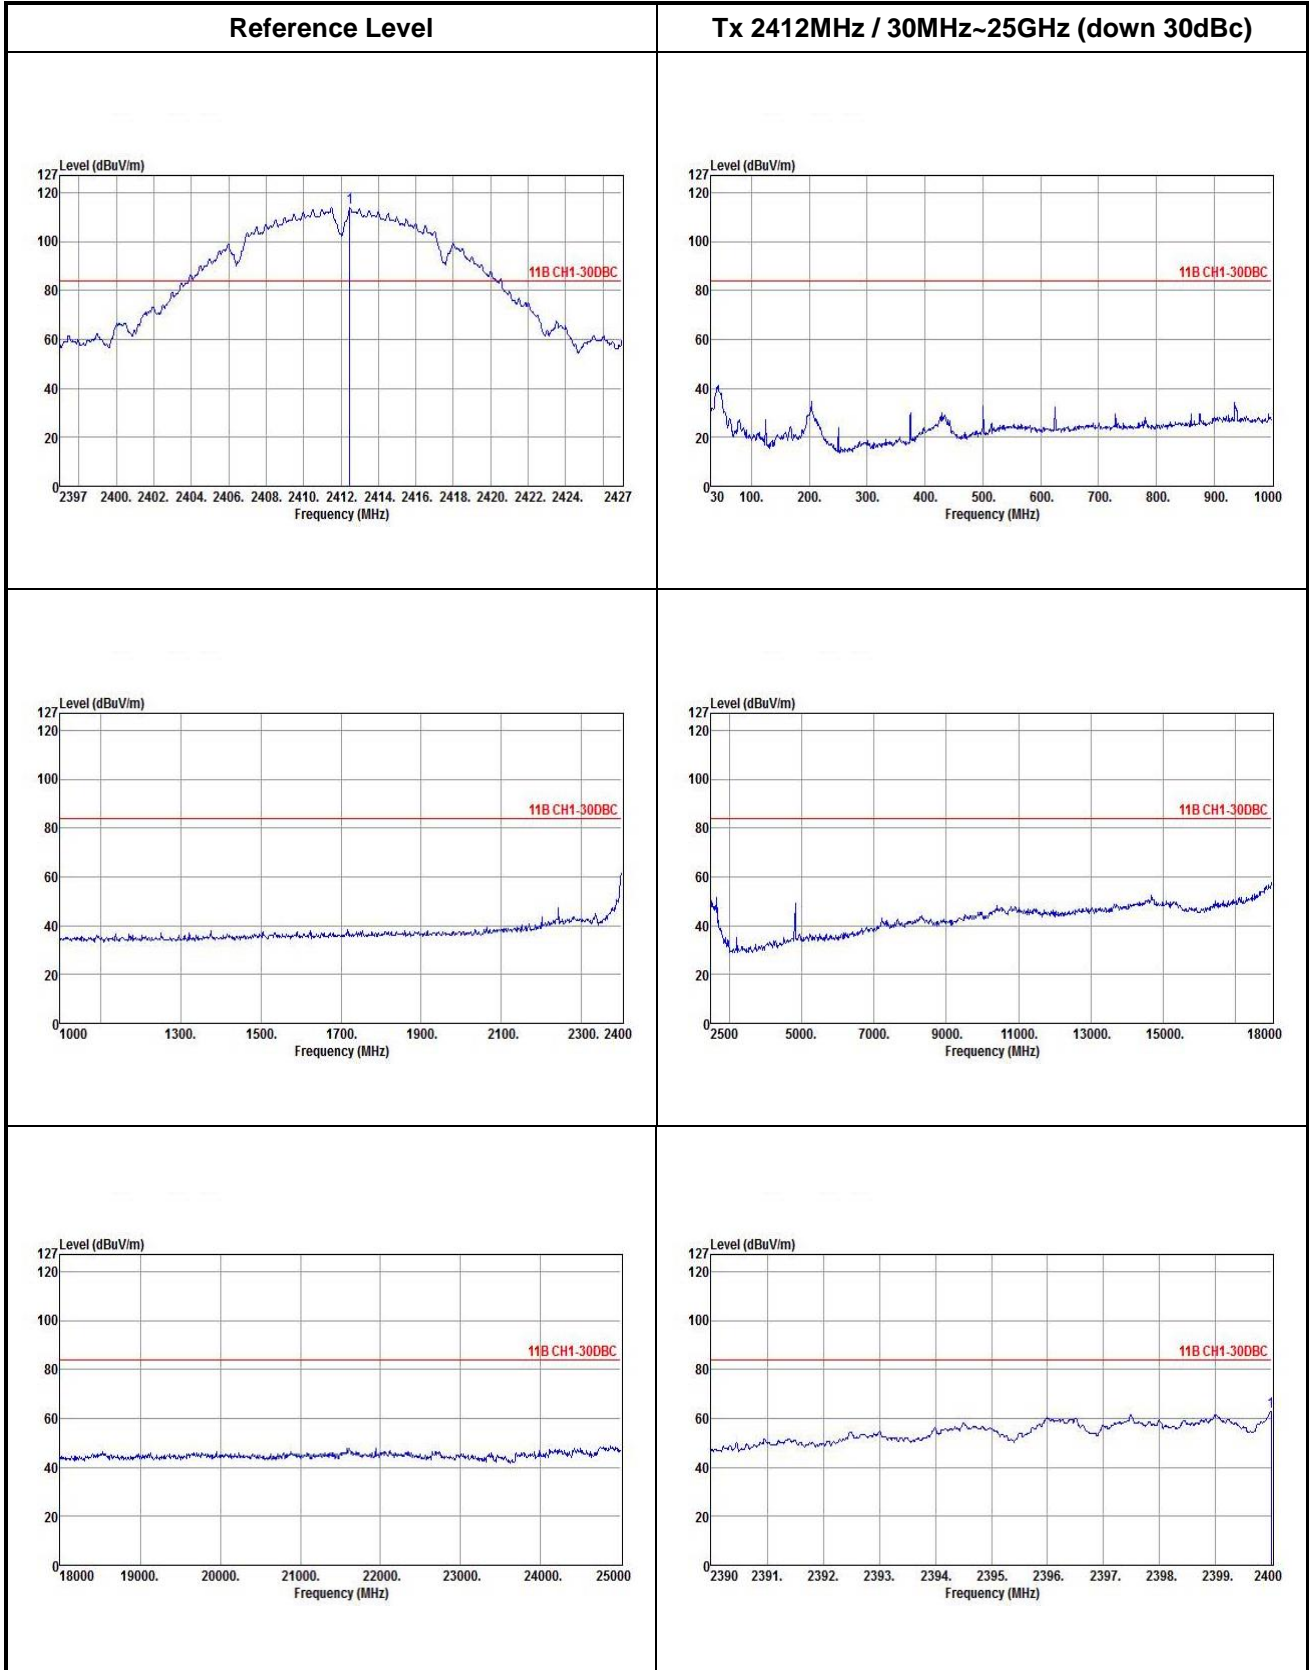 Reference Level
Tx 2412MHz / 30MHz~25GHz (down 30dBc)
Level (dBuV/m)
127
120
100
80
60
40
20
0
1
11B CH1-30DBC
2397 2400. 2402. 2404. 2406. 2408. 2410. 2412. 2414. 2416. 2418. 2420. 2422. 2424. 2427
Frequency (MHz)
Level (dBuV/m)
127
120
100
80
60
40
20
0
11B CH1-30DBC
30 100. 200. 300. 400. 500. 600. 700. 800. 900. 1000
Frequency (MHz)
Level (dBuV/m)
127
120
100
80
60
40
20
0
11B CH1-30DBC
1000 1300. 1500. 1700. 1900. 2100. 2300. 2400
Frequency (MHz)
Level (dBuV/m)
127
120
100
80
60
40
20
0
11B CH1-30DBC
2500 5000. 7000. 9000. 11000. 13000. 15000. 18000
Frequency (MHz)
Level (dBuV/m)
127
120
100
80
60
40
20
0
11B CH1-30DBC
18000 19000. 20000. 21000. 22000. 23000. 24000. 25000
Frequency (MHz)
Level (dBuV/m)
127
120
100
80
60
40
20
0
11B CH1-30DBC
1
2390 2391. 2392. 2393. 2394. 2395. 2396. 2397. 2398. 2399. 2400
Frequency (MHz)